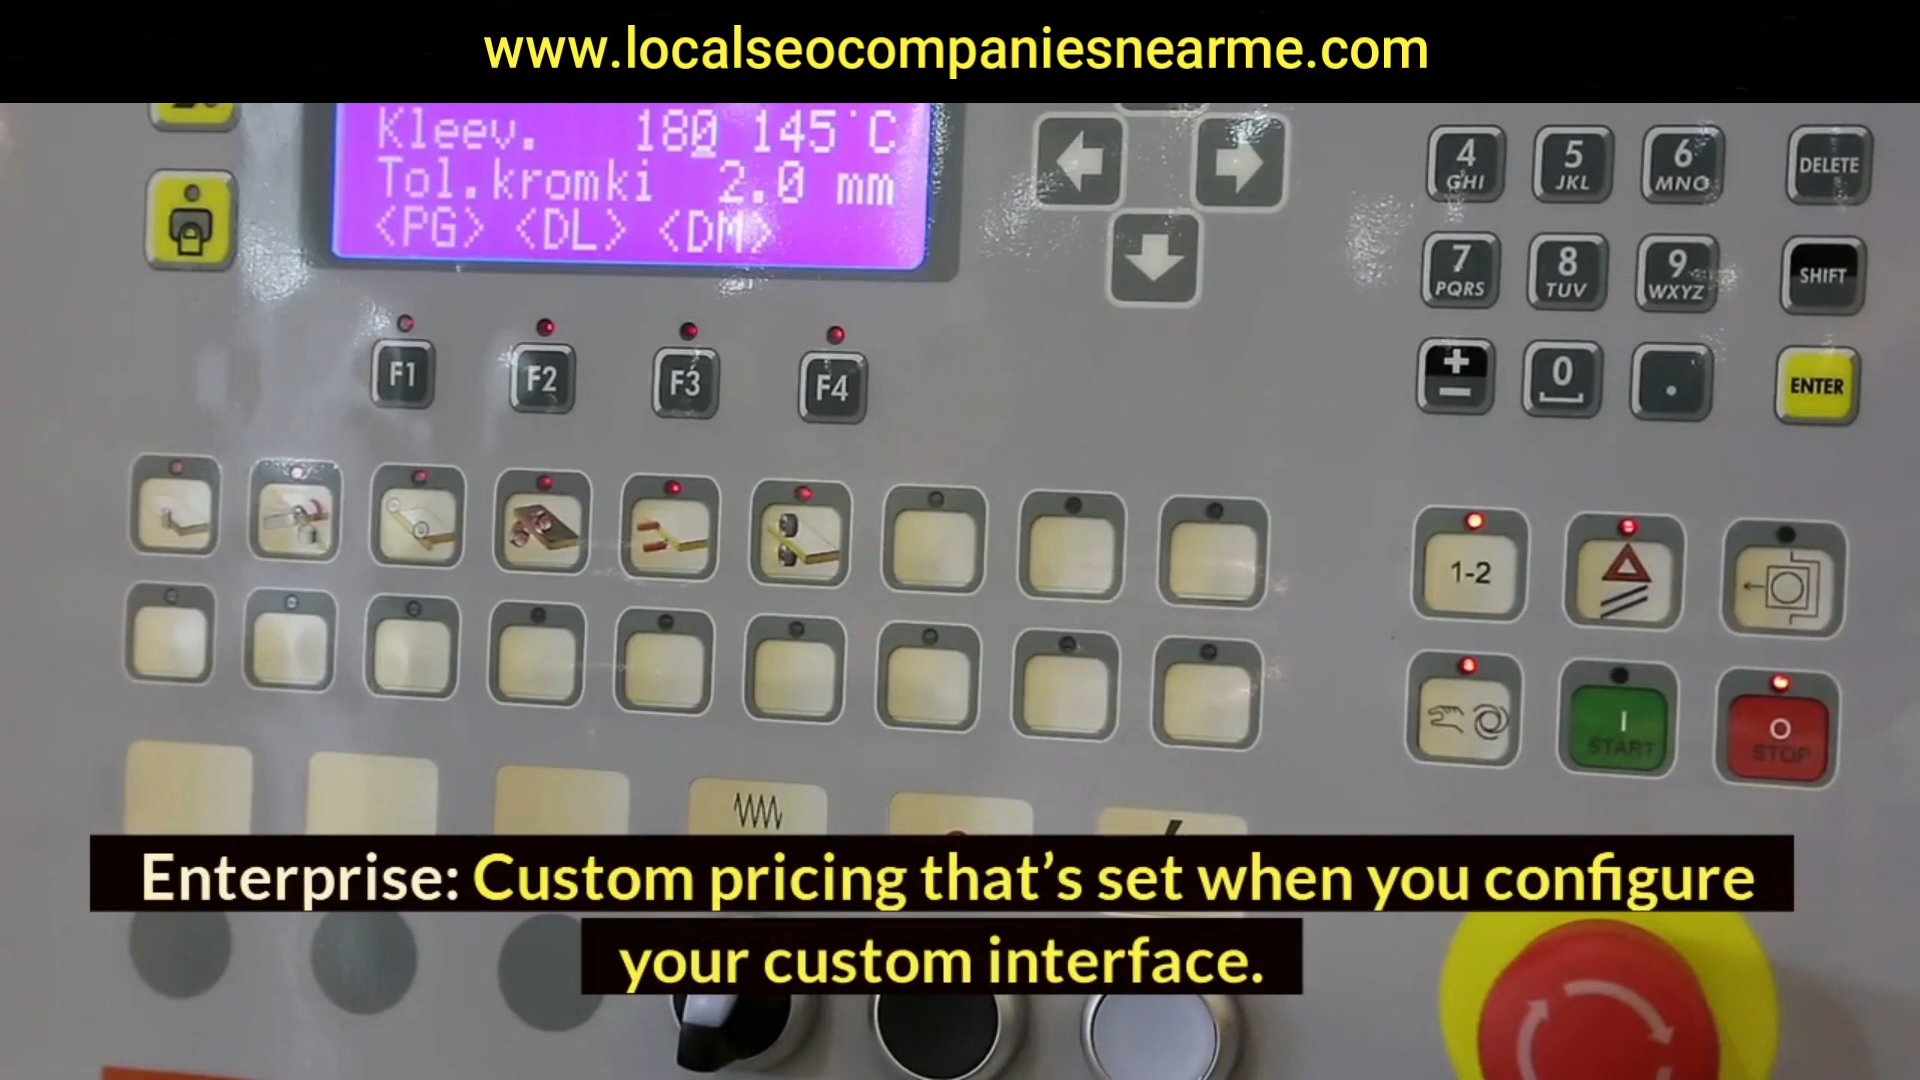 www.localseocompaniesnearme.com
Kleev. 180 145°C
Tol.kromki 2.0 mm
<PG> <DL> <DM>
4 5 6 DELETE
GHI JKL MNO
7 8 9 SHIFT
PQRS TUV WXYZ
+ 0 . ENTER
−
F1 F2 F3 F4
1-2
I O
START STOP
Enterprise: Custom pricing that’s set when you configure
your custom interface.